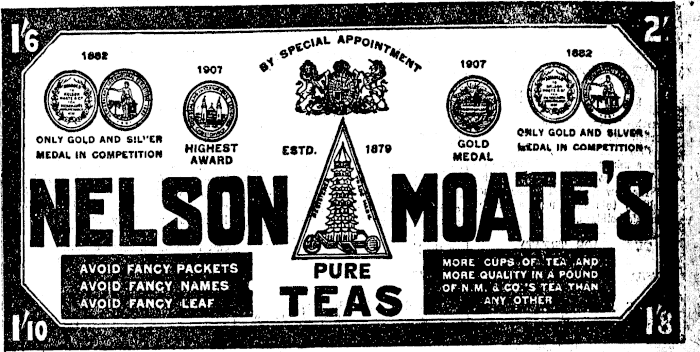 1/6
2/-
1882
1907
BY SPECIAL APPOINTMENT
1907
1882
ONLY GOLD AND SILVER
MEDAL IN COMPETITION
HIGHEST
AWARD
ESTD. 1879
GOLD
MEDAL
ONLY GOLD AND SILVER
MEDAL IN COMPETITION
NELSON MOATE'S
AVOID FANCY PACKETS
AVOID FANCY NAMES
AVOID FANCY LEAF
PURE
TEAS
MORE CUPS OF TEA AND
MORE QUALITY IN A POUND
OF N.M. & CO.'S TEA THAN
ANY OTHER
1/10
1/8